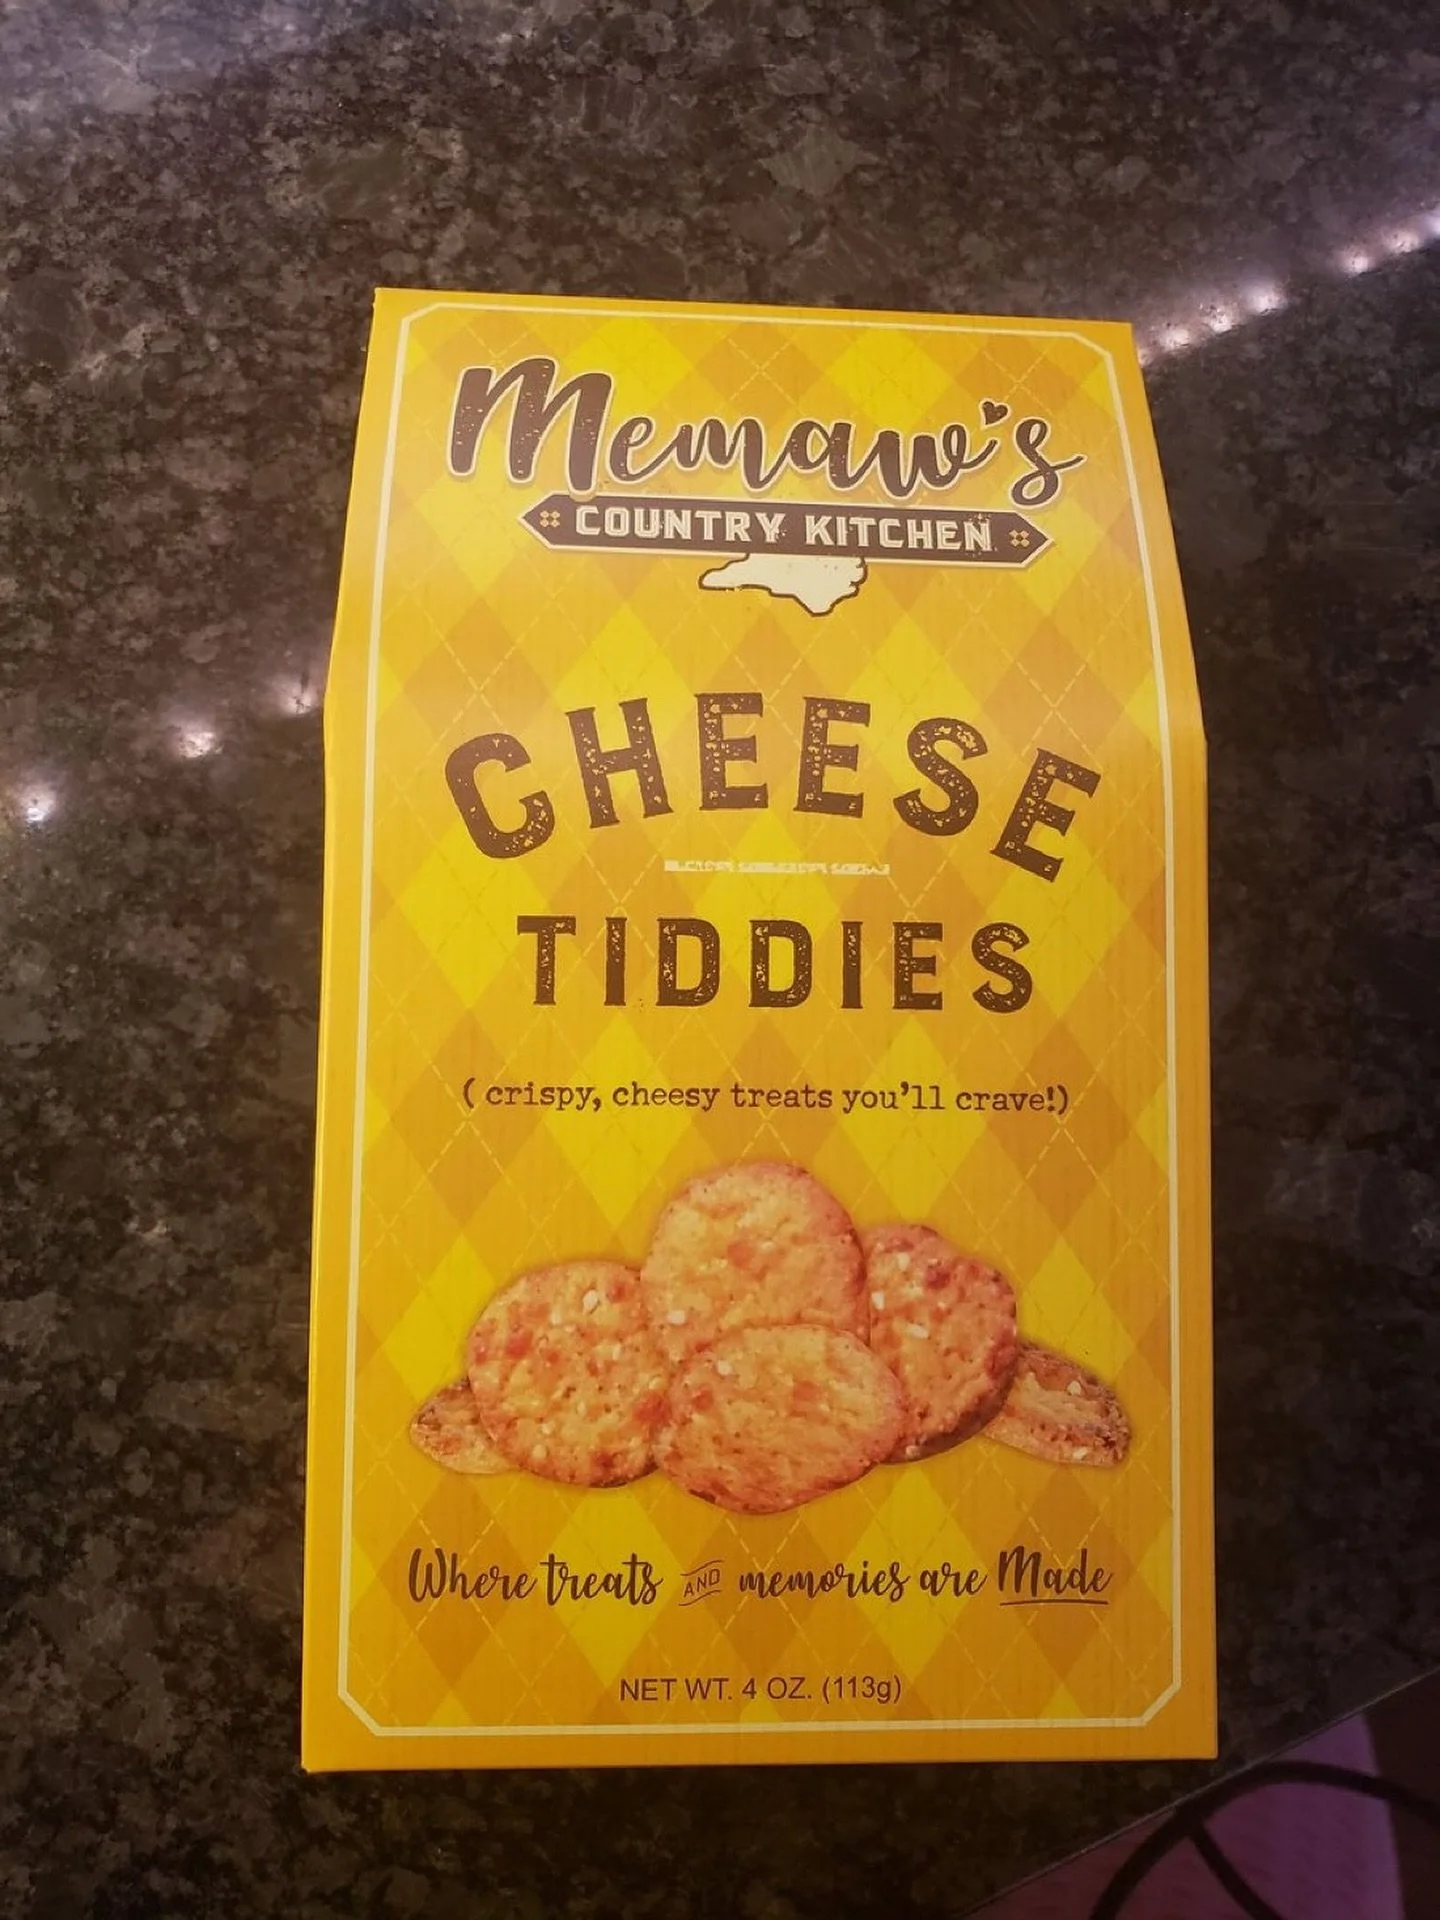 Memaw's
COUNTRY KITCHEN
CHEESE
TIDDIES
( crispy, cheesy treats you'll crave!)
Where treats AND memories are Made
NET WT. 4 OZ. (113g)